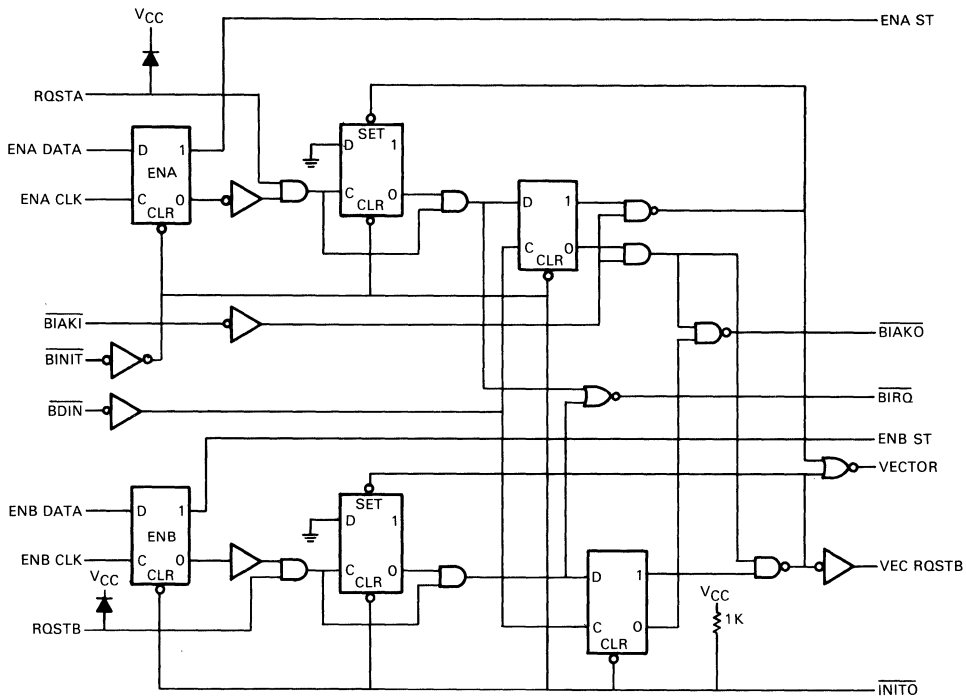 ENA ST
VCC
RQSTA
SET
D 1
C 0
CLR
ENA DATA
D 1
ENA
ENA CLK
C 0
CLR
D 1
C 0
CLR
BIAKI
BINIT
BDIN
BIAKO
BIRQ
ENB ST
VECTOR
SET
D 1
C 0
CLR
ENB DATA
D 1
ENB
ENB CLK
C 0
CLR
VCC
RQSTB
D 1
C 0
CLR
VEC RQSTB
VCC
1K
INITO